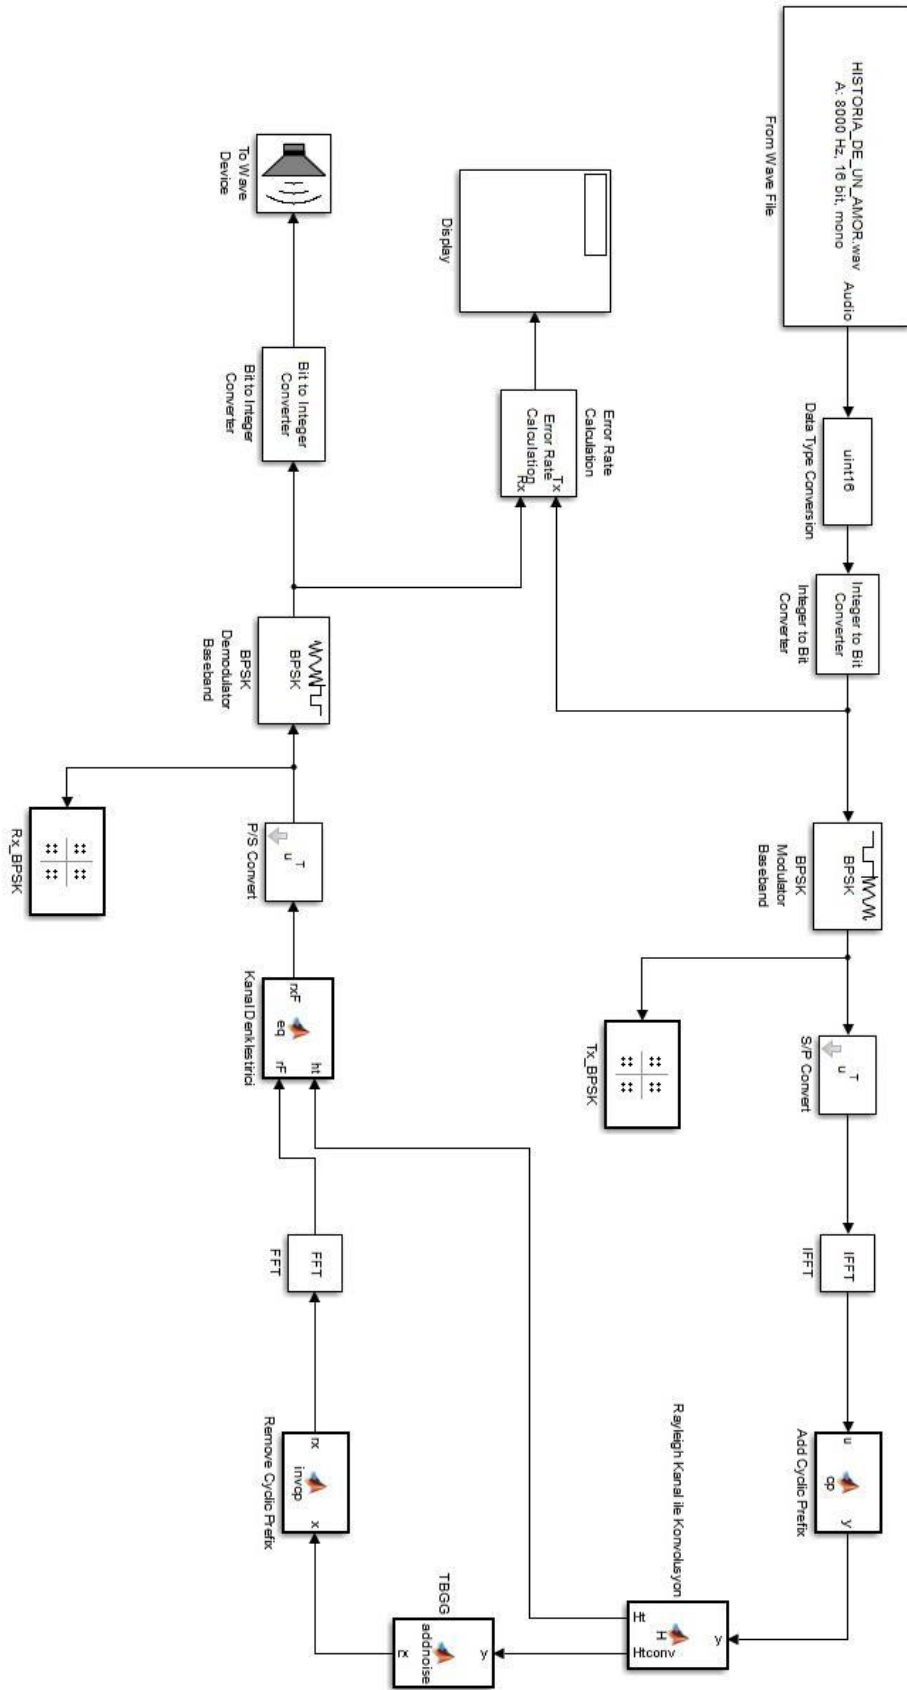 HISTORIA_DE_UN_AMOR.wav
A: 8000 Hz, 16 bit, mono
Audio
From Wave File
uint16
Data Type Conversion
Integer to Bit
Converter
Integer to Bit
Converter
BPSK
BPSK
Modulator
Baseband
Tx_BPSK
T
u
S/P Convert
IFFT
IFFT
u
cp
y
Add Cyclic Prefix
Rayleigh Kanal ile Konvolusyon
y
H
Ht
Htconv
TBGG
y
addnoise
rx
x
invcp
rx
Remove Cyclic Prefix
FFT
FFT
ht
rF
eq
rxF
Kanal Denklestirici
T
u
P/S Convert
Rx_BPSK
BPSK
BPSK
Demodulator
Baseband
Error Rate
Calculation
Tx
Rx
Error Rate
Calculation
Display
Bit to Integer
Converter
Bit to Integer
Converter
To Wave
Device